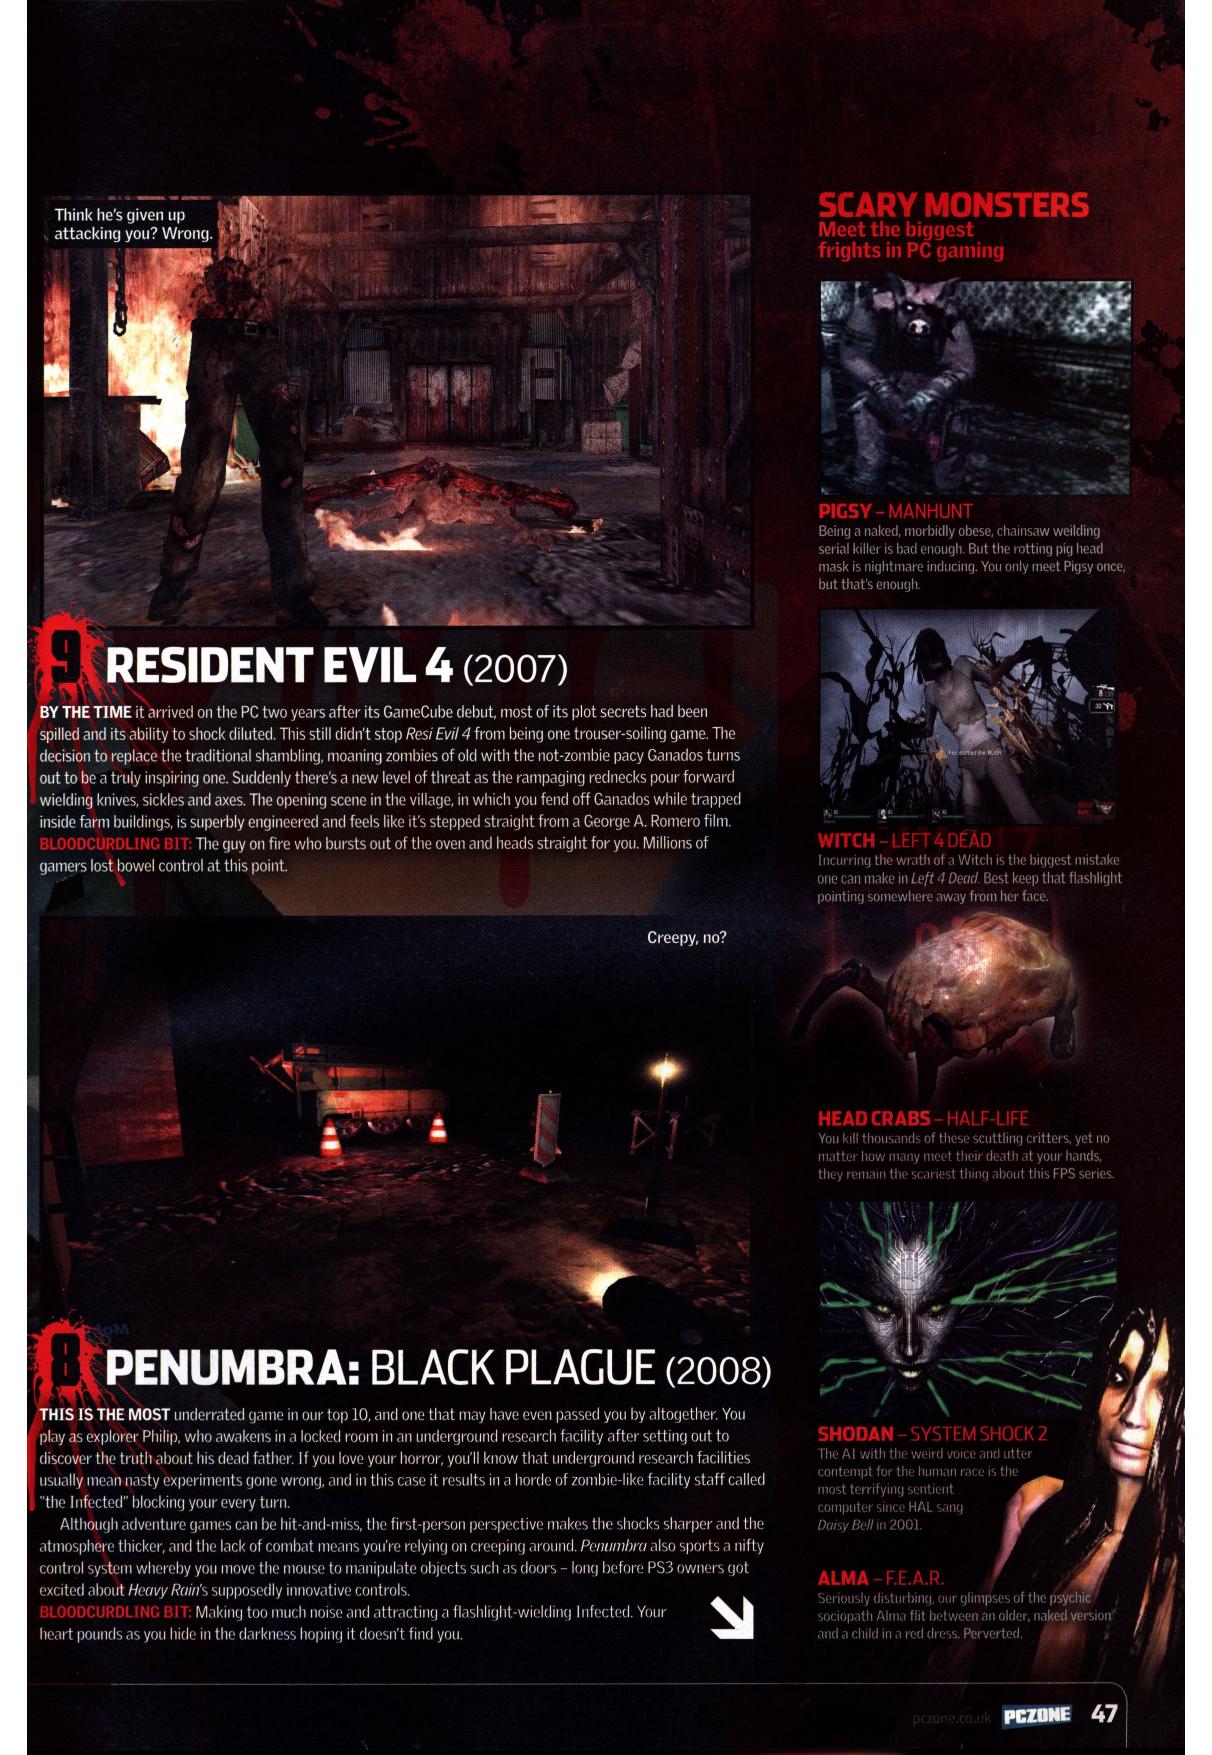 Think he's given up
attacking you? Wrong.
9 RESIDENT EVIL 4 (2007)
BY THE TIME it arrived on the PC two years after its GameCube debut, most of its plot secrets had been
spilled and its ability to shock diluted. This still didn't stop Resi Evil 4 from being one trouser-soiling game. The
decision to replace the traditional shambling, moaning zombies of old with the not-zombie pacy Ganados turns
out to be a truly inspiring one. Suddenly there's a new level of threat as the rampaging rednecks pour forward
wielding knives, sickles and axes. The opening scene in the village, in which you fend off Ganados while trapped
inside farm buildings, is superbly engineered and feels like it's stepped straight from a George A. Romero film.
BLOODCURDLING BIT: The guy on fire who bursts out of the oven and heads straight for you. Millions of
gamers lost bowel control at this point.
Creepy, no?
8 PENUMBRA: BLACK PLAGUE (2008)
THIS IS THE MOST underrated game in our top 10, and one that may have even passed you by altogether. You
play as explorer Philip, who awakens in a locked room in an underground research facility after setting out to
discover the truth about his dead father. If you love your horror, you'll know that underground research facilities
usually mean nasty experiments gone wrong, and in this case it results in a horde of zombie-like facility staff called
"the Infected" blocking your every turn.
Although adventure games can be hit-and-miss, the first-person perspective makes the shocks sharper and the
atmosphere thicker, and the lack of combat means you're relying on creeping around. Penumbra also sports a nifty
control system whereby you move the mouse to manipulate objects such as doors – long before PS3 owners got
excited about Heavy Rain's supposedly innovative controls.
BLOODCURDLING BIT: Making too much noise and attracting a flashlight-wielding Infected. Your
heart pounds as you hide in the darkness hoping it doesn't find you.
SCARY MONSTERS
Meet the biggest
frights in PC gaming
PIGSY – MANHUNT
Being a naked, morbidly obese, chainsaw weilding
serial killer is bad enough. But the rotting pig head
mask is nightmare inducing. You only meet Pigsy once,
but that's enough.
You startled the Witch
WITCH – LEFT 4 DEAD
Incurring the wrath of a Witch is the biggest mistake
one can make in Left 4 Dead. Best keep that flashlight
pointing somewhere away from her face.
HEAD CRABS – HALF-LIFE
You kill thousands of these scuttling critters, yet no
matter how many meet their death at your hands,
they remain the scariest thing about this FPS series.
SHODAN – SYSTEM SHOCK 2
The AI with the weird voice and utter
contempt for the human race is the
most terrifying sentient
computer since HAL sang
Daisy Bell in 2001.
ALMA – F.E.A.R.
Seriously disturbing, our glimpses of the psychic
sociopath Alma flit between an older, naked version
and a child in a red dress. Perverted.
pczone.co.uk PCZONE 47